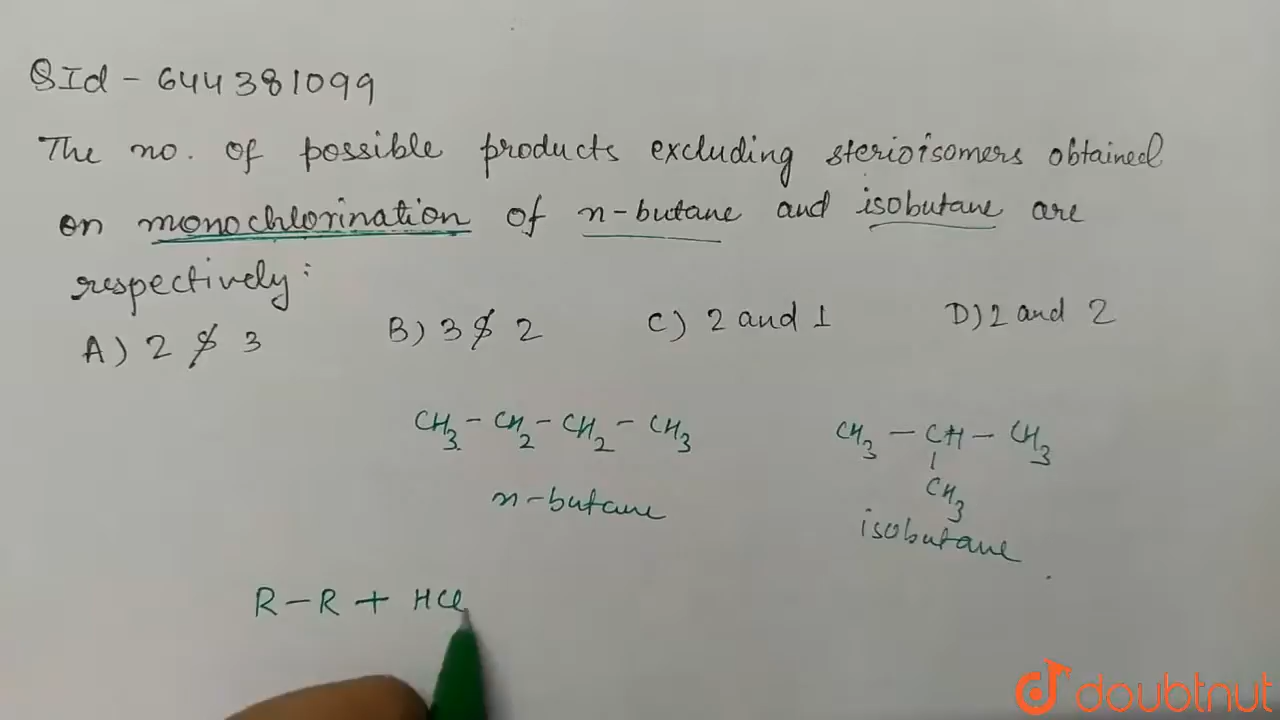 QId - 644381099
The no. of possible products excluding sterioisomers obtained
on monochlorination of n-butane and isobutane are
respectively:
A) 2 & 3 B) 3 & 2 C) 2 and 1 D) 2 and 2
CH3 - CH2 - CH2 - CH3 CH3 - CH - CH3
CH3
n-butane isobutane
R-R + HCl
doubtnut